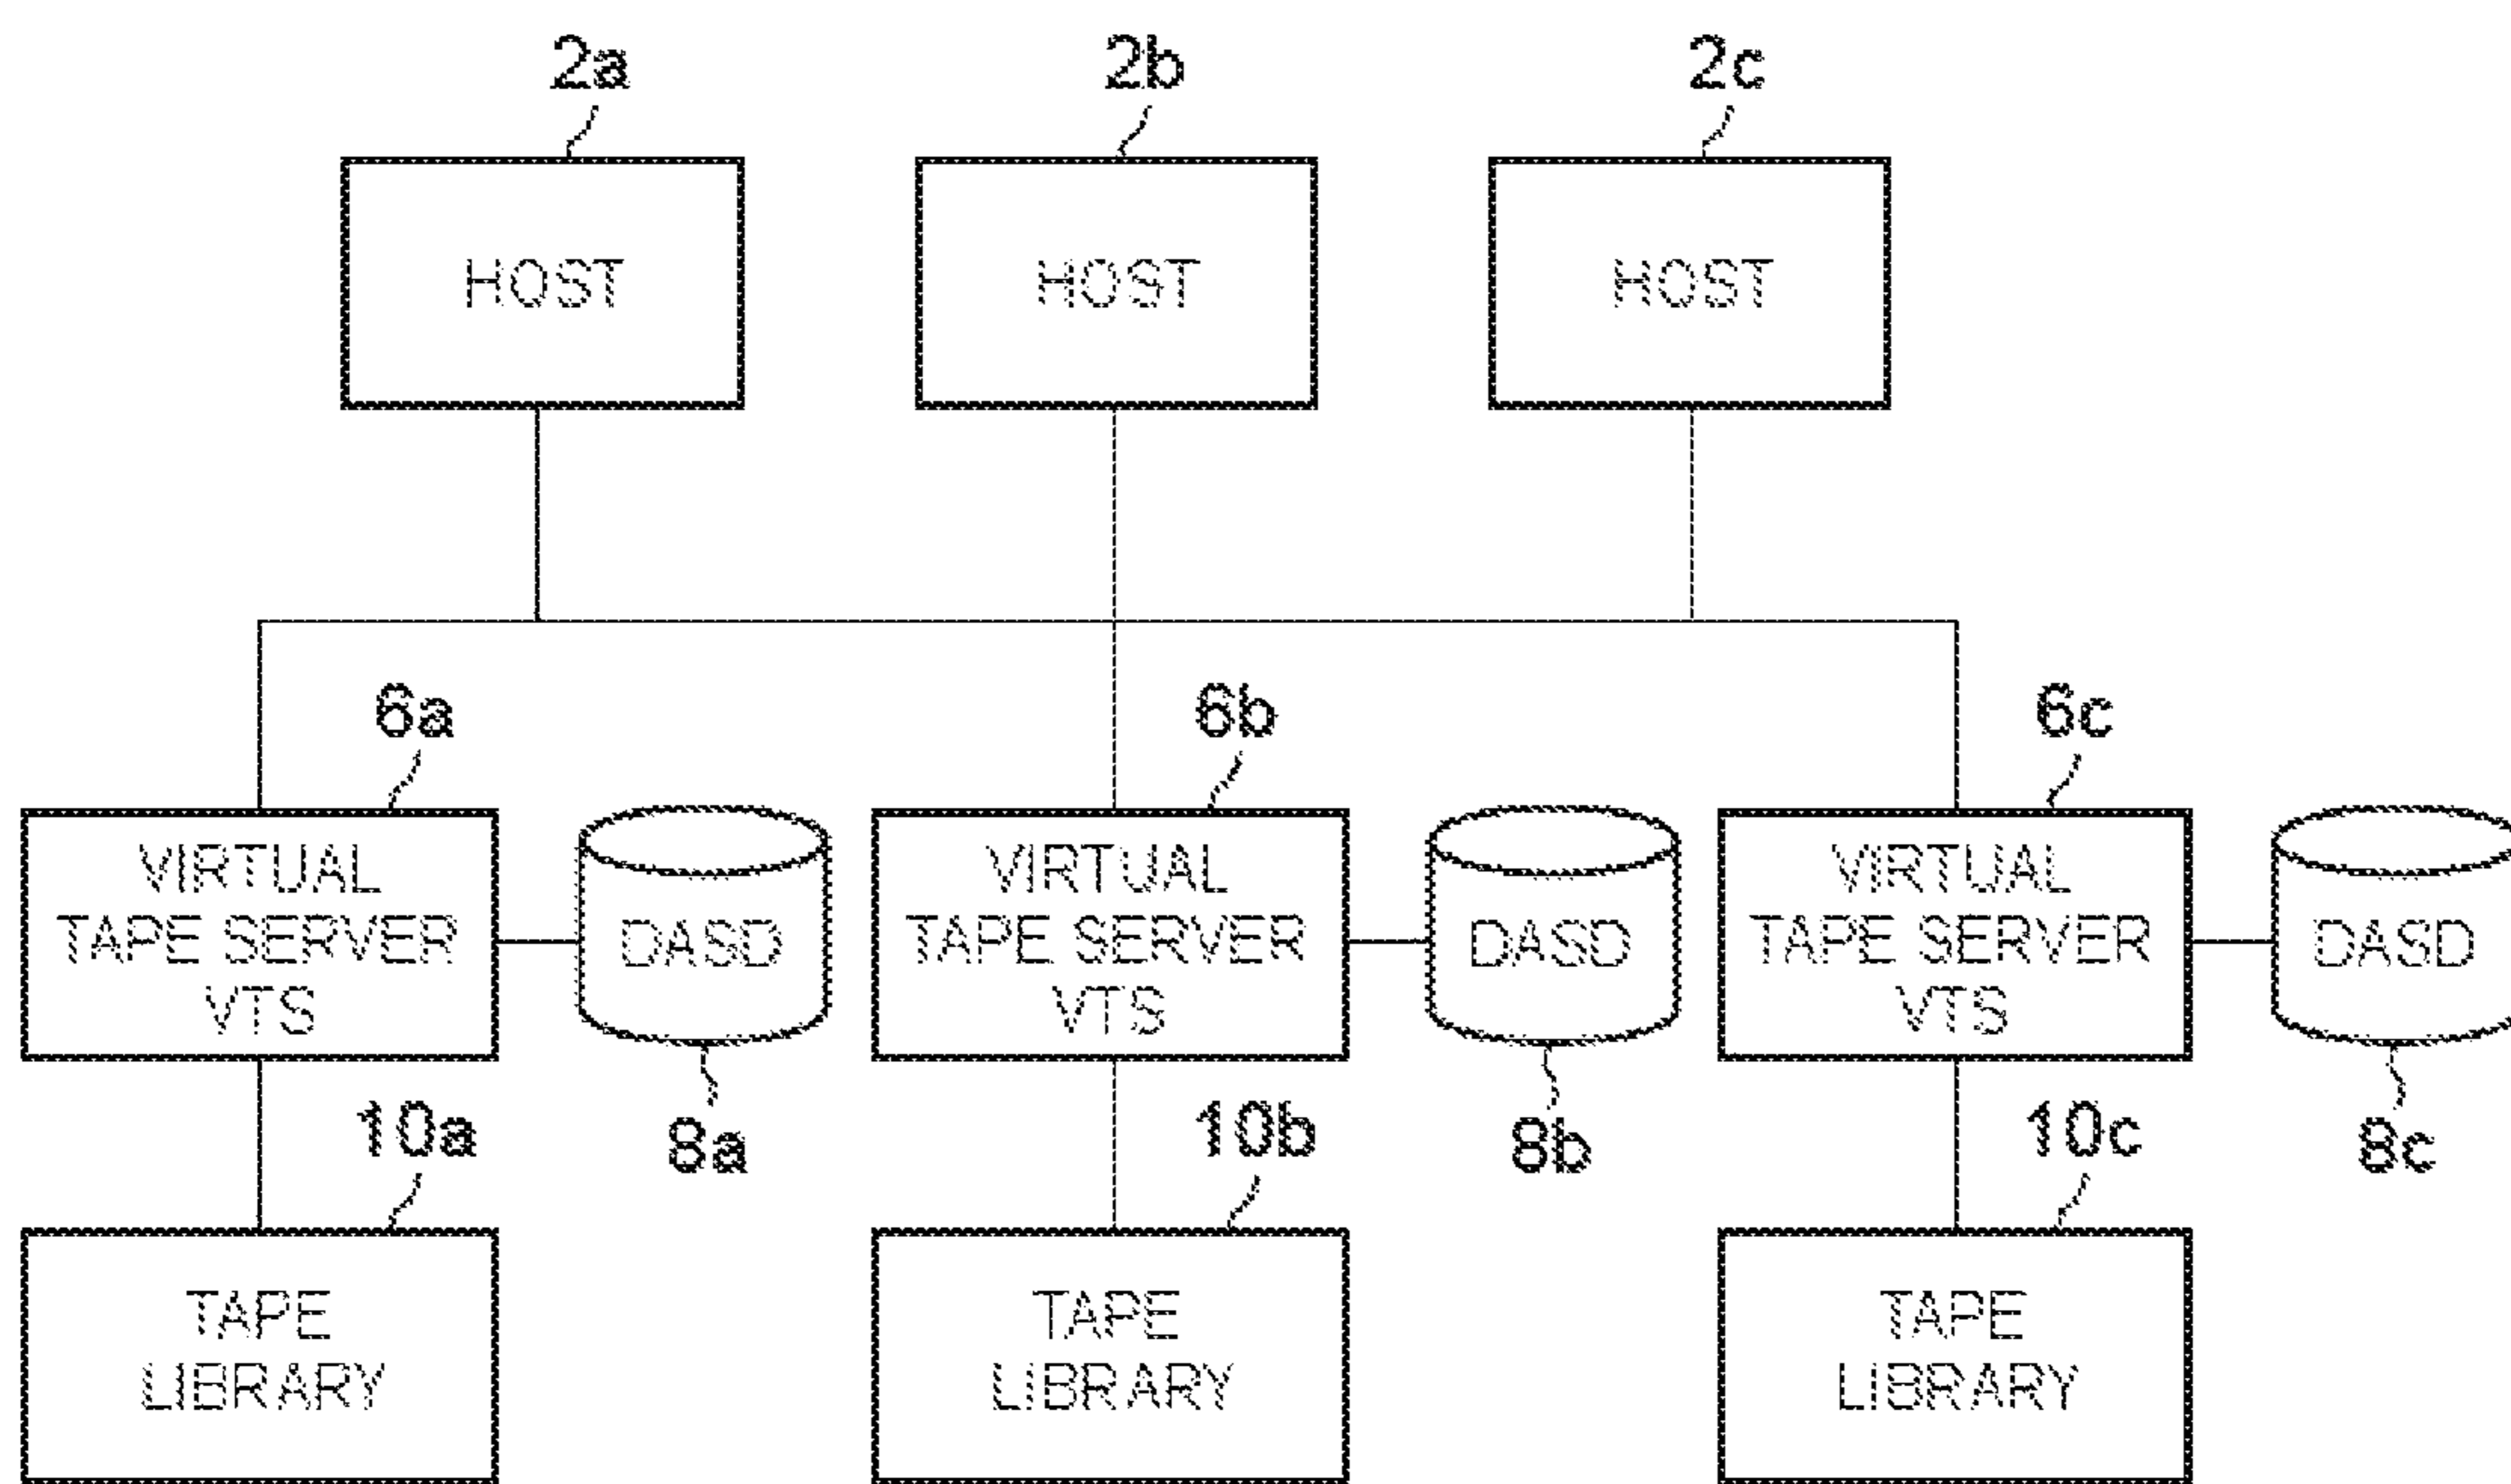 2a
2b
2c
HOST
HOST
HOST
6a
6b
6c
VIRTUAL
TAPE SERVER
VTS
DASD
VIRTUAL
TAPE SERVER
VTS
DASD
VIRTUAL
TAPE SERVER
VTS
DASD
10a
8a
10b
8b
10c
8c
TAPE
LIBRARY
TAPE
LIBRARY
TAPE
LIBRARY